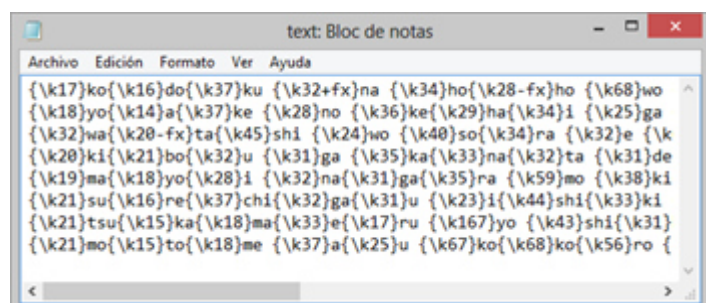 text: Bloc de notas
Archivo Edición Formato Ver Ayuda
{\k17}ko{\k16}do{\k37}ku {\k32+fx}na {\k34}ho{\k28-fx}ho {\k68}wo
{\k18}yo{\k14}a{\k37}ke {\k28}no {\k36}ke{\k29}ha{\k34}i {\k25}ga
{\k32}wa{\k20-fx}ta{\k45}shi {\k24}wo {\k40}so{\k34}ra {\k32}e {\k
{\k20}ki{\k21}bo{\k32}u {\k31}ga {\k35}ka{\k33}na{\k32}ta {\k31}de
{\k19}ma{\k18}yo{\k28}i {\k32}na{\k31}ga{\k35}ra {\k59}mo {\k38}ki
{\k21}su{\k16}re{\k37}chi{\k32}ga{\k31}u {\k23}i{\k44}shi{\k33}ki
{\k21}tsu{\k15}ka{\k18}ma{\k33}e{\k17}ru {\k167}yo {\k43}shi{\k31}
{\k21}mo{\k15}to{\k18}me {\k37}a{\k25}u {\k67}ko{\k68}ko{\k56}ro {